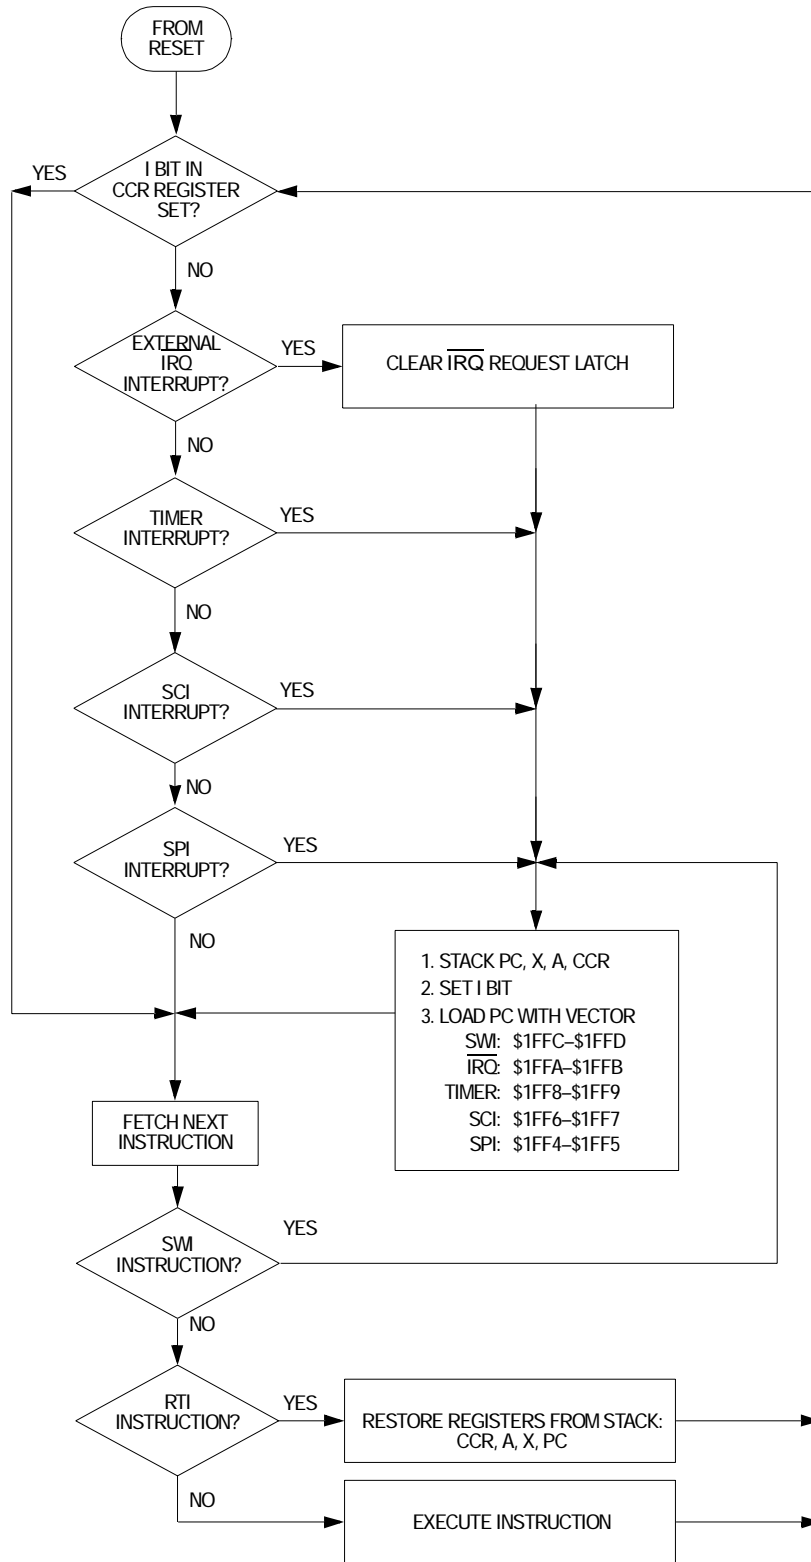 FROM
RESET
YES
I BIT IN
CCR REGISTER
SET?
NO
EXTERNAL
IRQ
INTERRUPT?
YES
CLEAR IRQ REQUEST LATCH
NO
TIMER
INTERRUPT?
YES
NO
SCI
INTERRUPT?
YES
NO
SPI
INTERRUPT?
YES
NO
1. STACK PC, X, A, CCR
2. SET I BIT
3. LOAD PC WITH VECTOR
SWI: $1FFC–$1FFD
IRQ: $1FFA–$1FFB
TIMER: $1FF8–$1FF9
SCI: $1FF6–$1FF7
SPI: $1FF4–$1FF5
FETCH NEXT
INSTRUCTION
SWI
INSTRUCTION?
YES
NO
RTI
INSTRUCTION?
YES
RESTORE REGISTERS FROM STACK:
CCR, A, X, PC
NO
EXECUTE INSTRUCTION